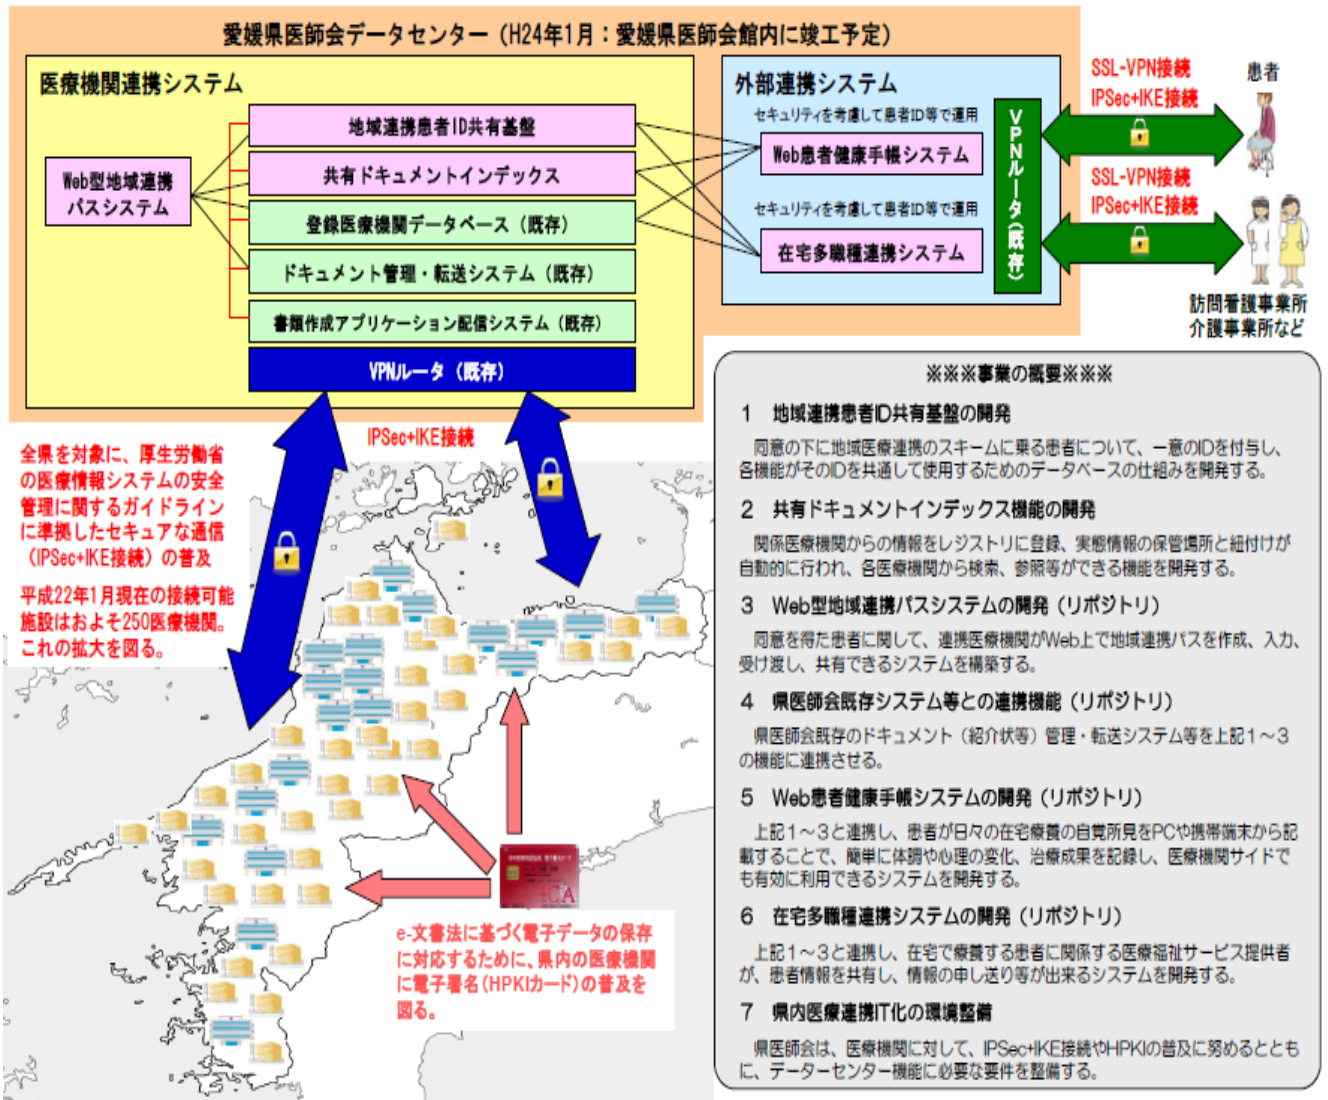 愛媛県医師会データセンター（H24年1月：愛媛県医師会館内に竣工予定）
医療機関連携システム
Web型地域連携
パスシステム
地域連携患者ID共有基盤
共有ドキュメントインデックス
登録医療機関データベース（既存）
ドキュメント管理・転送システム（既存）
書類作成アプリケーション配信システム（既存）
VPNルータ（既存）
外部連携システム
セキュリティを考慮して患者ID等で運用
Web患者健康手帳システム
セキュリティを考慮して患者ID等で運用
在宅多職種連携システム
VPNルータ（既存）
SSL-VPN接続
IPSec+IKE接続
患者
SSL-VPN接続
IPSec+IKE接続
訪問看護事業所
介護事業所など
IPSec+IKE接続
全県を対象に、厚生労働省
の医療情報システムの安全
管理に関するガイドライン
に準拠したセキュアな通信
（IPSec+IKE接続）の普及
平成22年1月現在の接続可能
施設はおよそ250医療機関。
これの拡大を図る。
CA
e-文書法に基づく電子データの保存
に対応するために、県内の医療機関
に電子署名（HPKIカード）の普及を
図る。
※※※事業の概要※※※
1　地域連携患者ID共有基盤の開発
同意の下に地域医療連携のスキームに乗る患者について、一意のIDを付与し、
各機能がそのIDを共通して使用するためのデータベースの仕組みを開発する。
2　共有ドキュメントインデックス機能の開発
関係医療機関からの情報をレジストリに登録、実態情報の保管場所と紐付けが
自動的に行われ、各医療機関から検索、参照等ができる機能を開発する。
3　Web型地域連携パスシステムの開発（リポジトリ）
同意を得た患者に関して、連携医療機関がWeb上で地域連携パスを作成、入力、
受け渡し、共有できるシステムを構築する。
4　県医師会既存システム等との連携機能（リポジトリ）
県医師会既存のドキュメント（紹介状等）管理・転送システム等を上記1～3
の機能に連携させる。
5　Web患者健康手帳システムの開発（リポジトリ）
上記1～3と連携し、患者が日々の在宅療養の自覚所見をPCや携帯端末から記
載することで、簡単に体調や心理の変化、治療成果を記録し、医療機関サイドで
も有効に利用できるシステムを開発する。
6　在宅多職種連携システムの開発（リポジトリ）
上記1～3と連携し、在宅で療養する患者に関係する医療福祉サービス提供者
が、患者情報を共有し、情報の申し送り等が出来るシステムを開発する。
7　県内医療連携IT化の環境整備
県医師会は、医療機関に対して、IPSec+IKE接続やHPKIの普及に努めるととも
に、データーセンター機能に必要な要件を整備する。